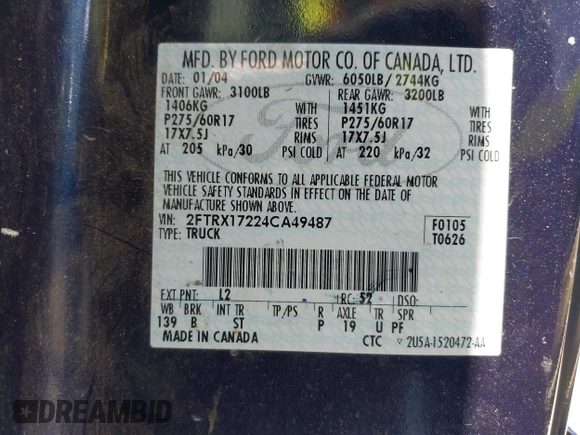 MFD. BY FORD MOTOR CO. OF CANADA, LTD.
DATE: 01/04 GVWR: 6050LB/ 2744KG
FRONT GAWR: 3100LB REAR GAWR: 3200LB
1406KG WITH 1451KG WITH
P275/60R17 TIRES P275/60R17 TIRES
17X7.5J RIMS 17X7.5J RIMS
AT 205 kPa/30 PSI COLD AT 220 kPa/32 PSI COLD
THIS VEHICLE CONFORMS TO ALL APPLICABLE FEDERAL MOTOR
VEHICLE SAFETY STANDARDS IN EFFECT ON THE DATE OF
MANUFACTURE SHOWN ABOVE.
VIN: 2FTRX17224CA49487 F0105
TYPE: TRUCK T0626
EXT PNT: L2 RC: 52 DSO:
WB BRK INT TR TP/PS R AXLE TR SPR
139 B ST P 19 U PF
MADE IN CANADA CTC 2U5A-1520472-AA
Ford
DREAMBID